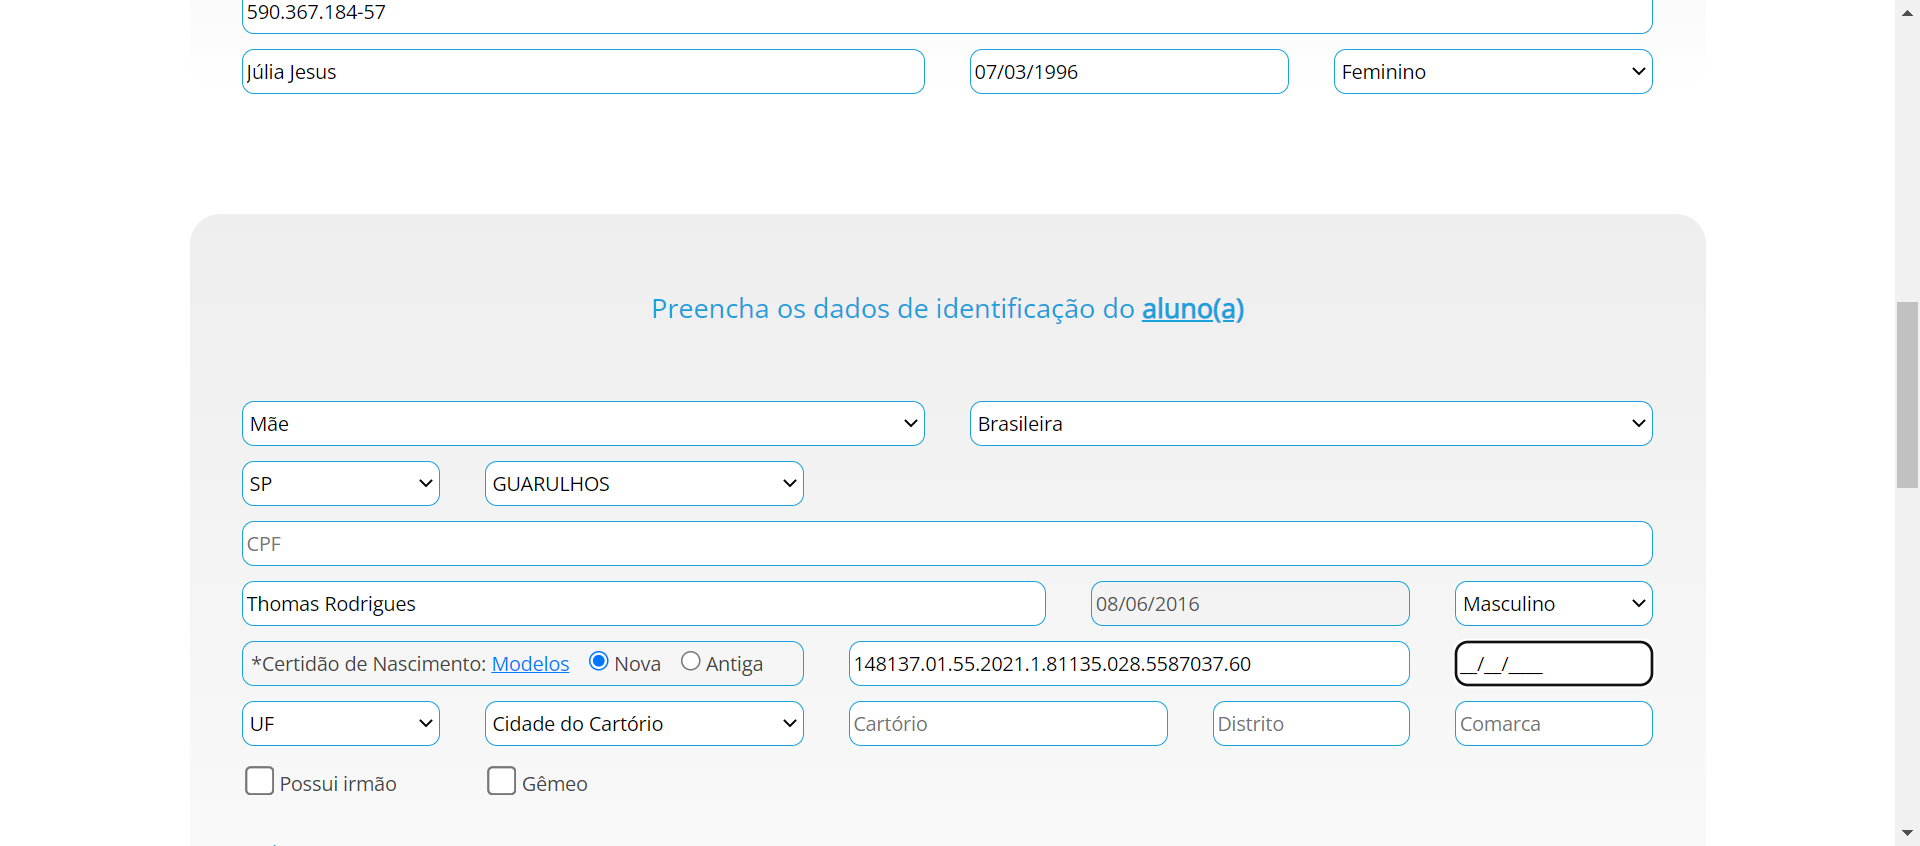 590.367.184-57
Júlia Jesus 07/03/1996 Feminino
Preencha os dados de identificação do aluno(a)
Mãe Brasileira
SP GUARULHOS
CPF
Thomas Rodrigues 08/06/2016 Masculino
*Certidão de Nascimento: Modelos Nova Antiga 148137.01.55.2021.1.81135.028.5587037.60 __/__/____
UF Cidade do Cartório Cartório Distrito Comarca
Possui irmão Gêmeo